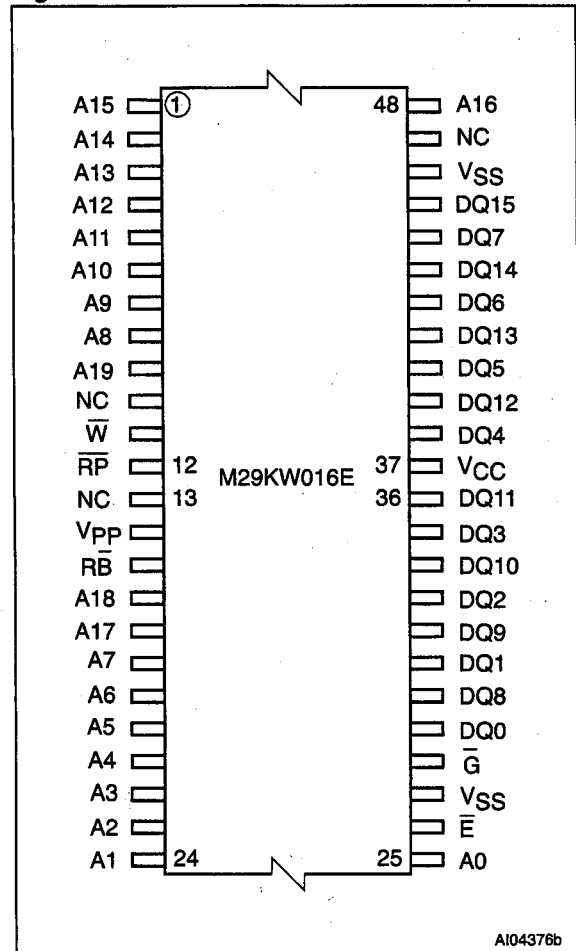 A15 1 48 A16
A14 NC
A13 VSS
A12 DQ15
A11 DQ7
A10 DQ14
A9 DQ6
A8 DQ13
A19 DQ5
NC DQ12
W̅ DQ4
R̅P̅ 12 37 VCC
M29KW016E
NC 13 36 DQ11
VPP DQ3
RB̅ DQ10
A18 DQ2
A17 DQ9
A7 DQ1
A6 DQ8
A5 DQ0
A4 G̅
A3 VSS
A2 E̅
A1 24 25 A0
AI04376b